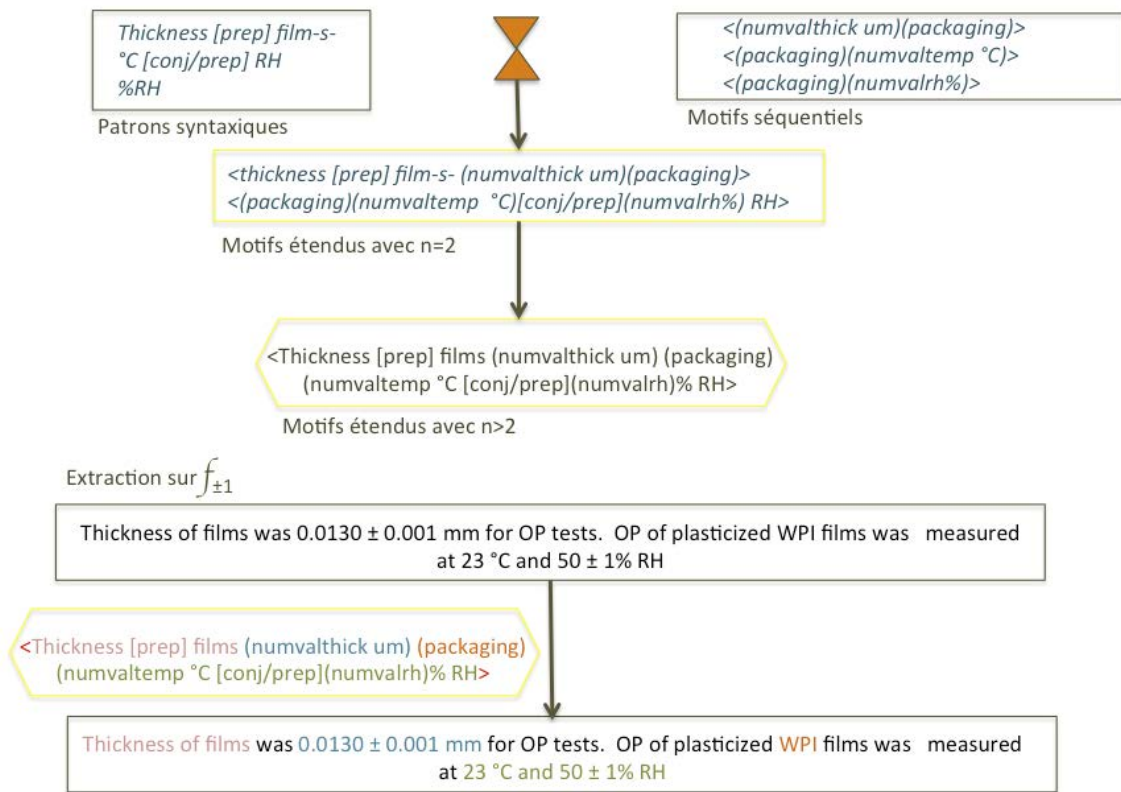 Thickness [prep] film-s-
°C [conj/prep] RH
%RH
Patrons syntaxiques
<(numvalthick um)(packaging)>
<(packaging)(numvaltemp °C)>
<(packaging)(numvalrh%)>
Motifs séquentiels
<thickness [prep] film-s- (numvalthick um)(packaging)>
<(packaging)(numvaltemp °C)[conj/prep](numvalrh%) RH>
Motifs étendus avec n=2
<Thickness [prep] films (numvalthick um) (packaging)
(numvaltemp °C [conj/prep](numvalrh)% RH>
Motifs étendus avec n>2
Extraction sur f±1
Thickness of films was 0.0130 ± 0.001 mm for OP tests. OP of plasticized WPI films was measured
at 23 °C and 50 ± 1% RH
<Thickness [prep] films (numvalthick um) (packaging)
(numvaltemp °C [conj/prep](numvalrh)% RH>
Thickness of films was 0.0130 ± 0.001 mm for OP tests. OP of plasticized WPI films was measured
at 23 °C and 50 ± 1% RH